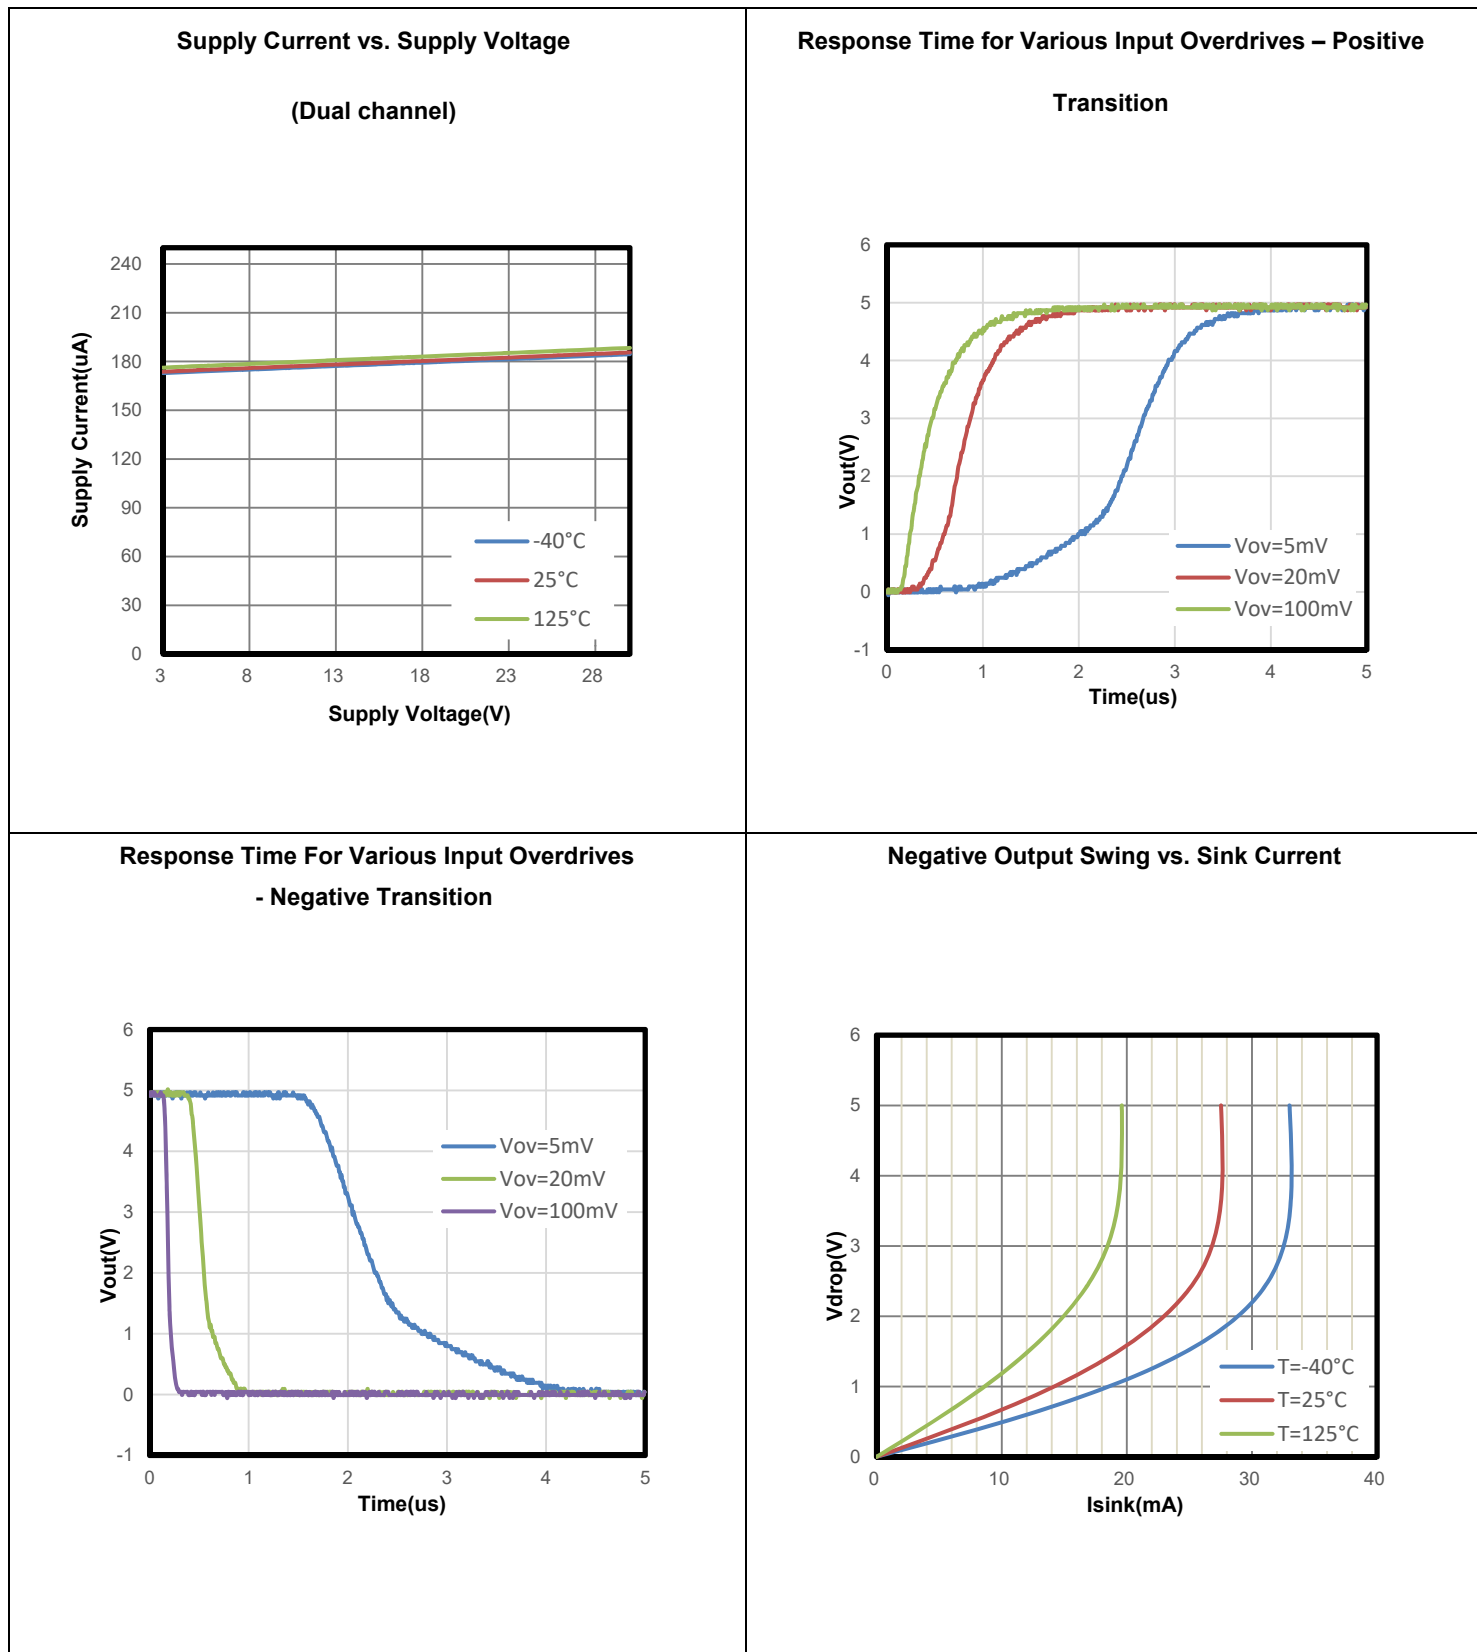 Supply Current vs. Supply Voltage
(Dual channel)
240
210
180
150
120
90
60
30
0
Supply Current(uA)
-40°C
25°C
125°C
3 8 13 18 23 28
Supply Voltage(V)
Response Time for Various Input Overdrives – Positive
Transition
6
5
4
3
2
1
0
-1
Vout(V)
Vov=5mV
Vov=20mV
Vov=100mV
0 1 2 3 4 5
Time(us)
Response Time For Various Input Overdrives
- Negative Transition
6
5
4
3
2
1
0
-1
Vout(V)
Vov=5mV
Vov=20mV
Vov=100mV
0 1 2 3 4 5
Time(us)
Negative Output Swing vs. Sink Current
6
5
4
3
2
1
0
Vdrop(V)
T=-40°C
T=25°C
T=125°C
0 10 20 30 40
Isink(mA)